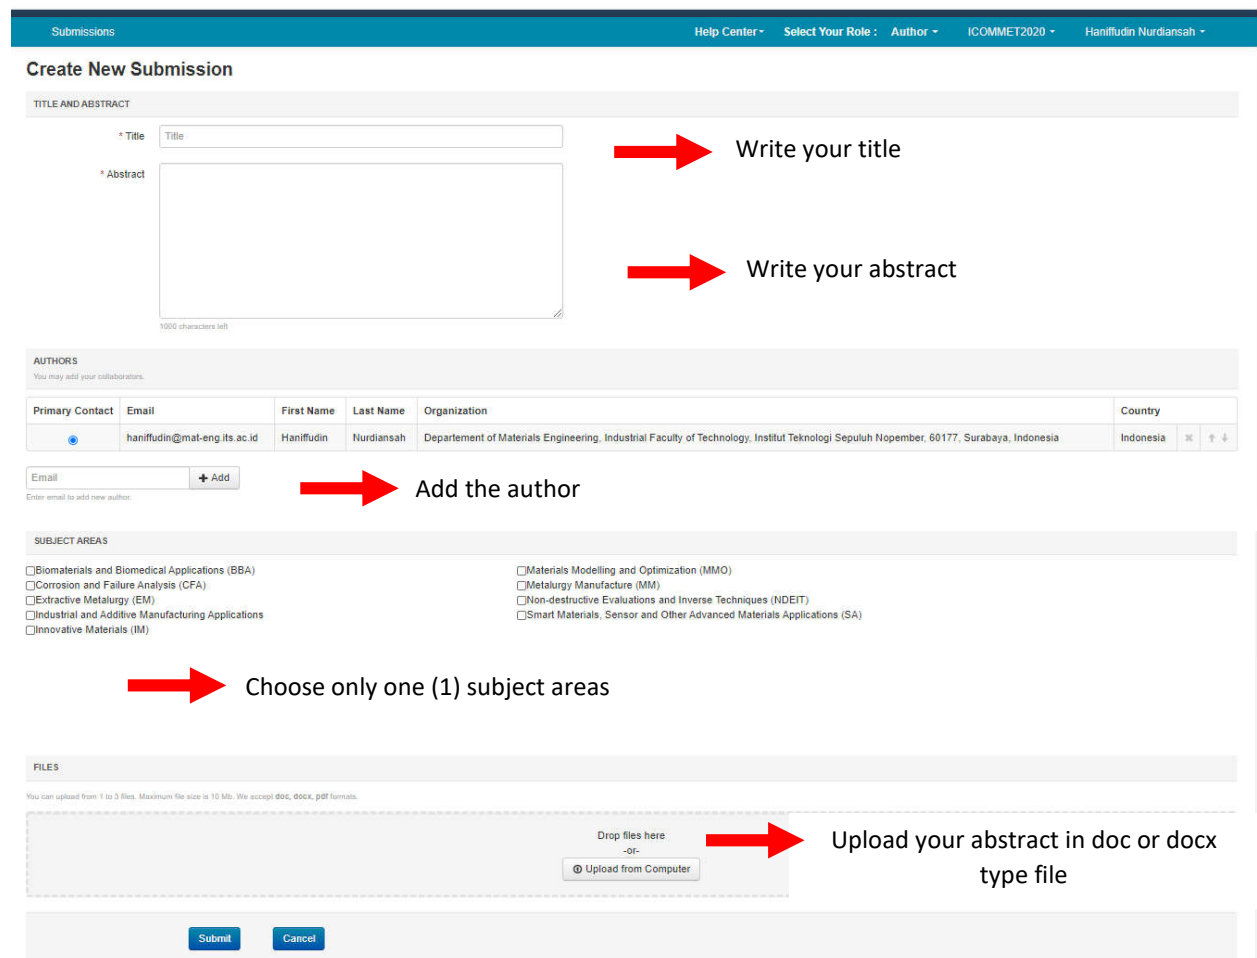 Submissions Help Center Select Your Role : Author ICOMMET2020 Haniffudin Nurdiansah
Create New Submission
TITLE AND ABSTRACT
* Title Title
Write your title
* Abstract
Write your abstract
1000 characters left
AUTHORS
You may add your collaborators.
Primary Contact Email First Name Last Name Organization Country
haniffudin@mat-eng.its.ac.id Haniffudin Nurdiansah Departement of Materials Engineering, Industrial Faculty of Technology, Institut Teknologi Sepuluh Nopember, 60177, Surabaya, Indonesia Indonesia
Email + Add
Enter email to add new author.
Add the author
SUBJECT AREAS
Biomaterials and Biomedical Applications (BBA)
Corrosion and Failure Analysis (CFA)
Extractive Metalurgy (EM)
Industrial and Additive Manufacturing Applications
Innovative Materials (IM)
Materials Modelling and Optimization (MMO)
Metalurgy Manufacture (MM)
Non-destructive Evaluations and Inverse Techniques (NDEIT)
Smart Materials, Sensor and Other Advanced Materials Applications (SA)
Choose only one (1) subject areas
FILES
You can upload from 1 to 3 files. Maximum file size is 10 Mb. We accept doc, docx, pdf formats.
Drop files here
-or-
Upload from Computer
Upload your abstract in doc or docx
type file
Submit Cancel